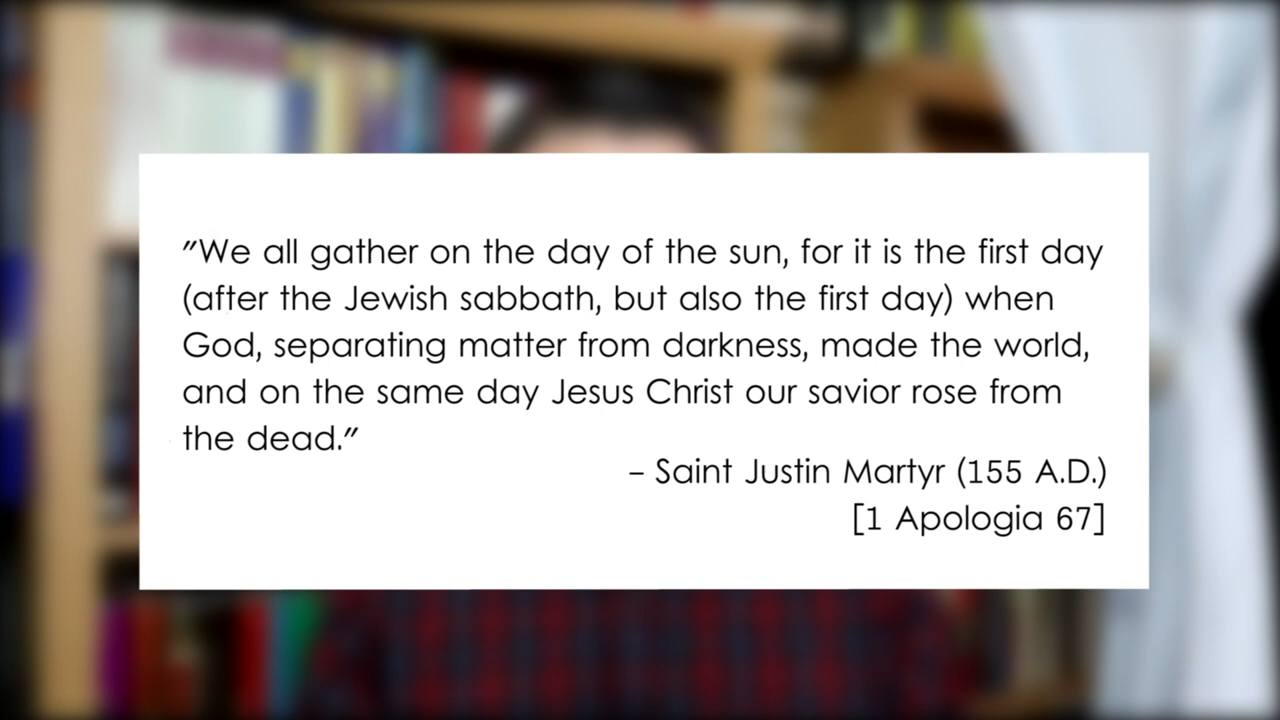 "We all gather on the day of the sun, for it is the first day
(after the Jewish sabbath, but also the first day) when
God, separating matter from darkness, made the world,
and on the same day Jesus Christ our savior rose from
the dead."
– Saint Justin Martyr (155 A.D.)
[1 Apologia 67]